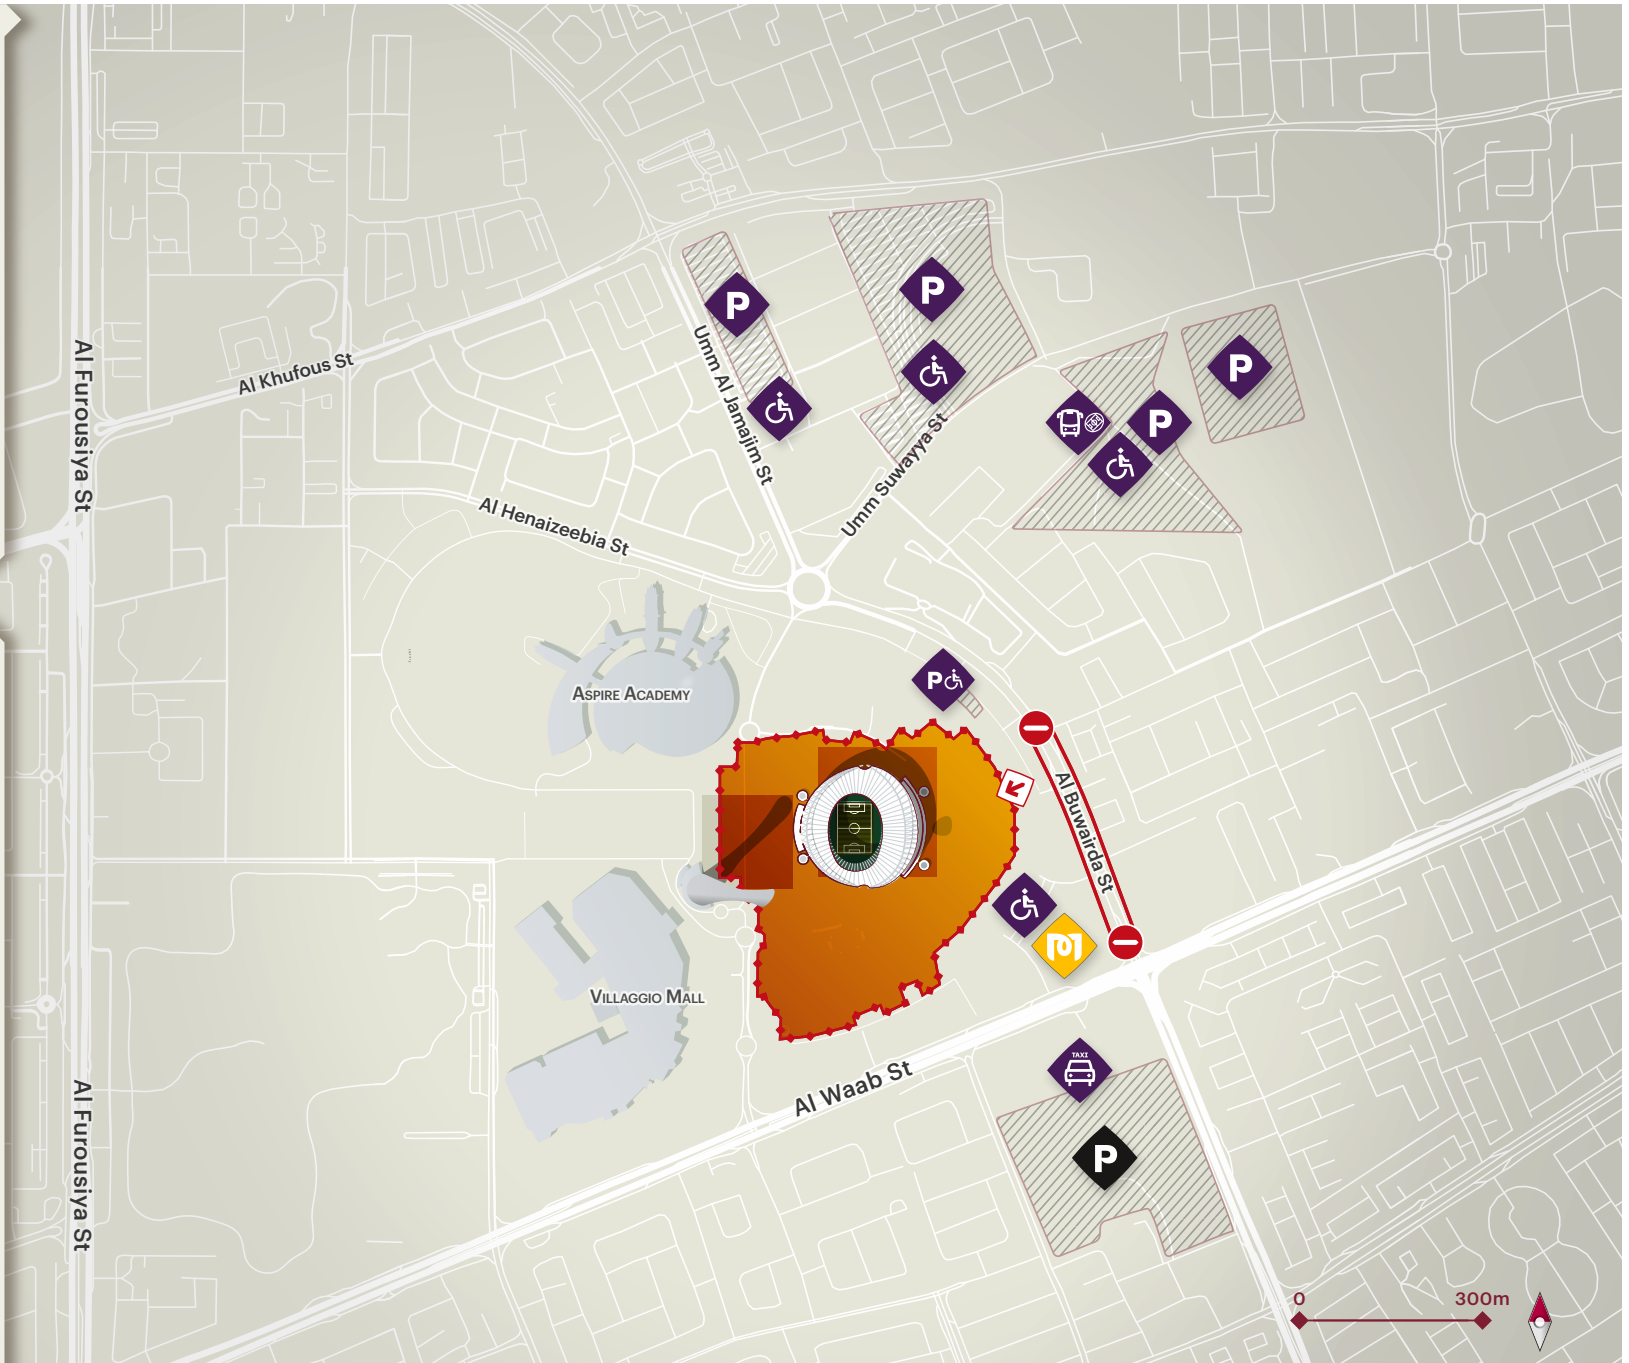 P
P
Al Furousiya St
Al Khufous St
Umm Al Jamajim St
P
P
Umm Suwayya St
Al Henaizeebia St
ASPIRE ACADEMY
P
Al Buwairda St
VILLAGGIO MALL
Al Waab St
TAXI
Al Furousiya St
P
0 300m